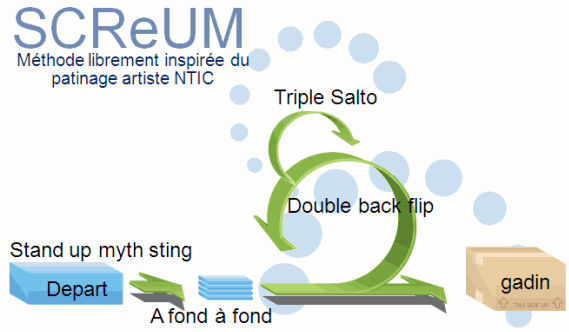 SCReUM
Méthode librement inspirée du
patinage artiste NTIC
Triple Salto
Double back flip
Stand up myth sting
Depart
A fond à fond
gadin
THIS SIDE UP